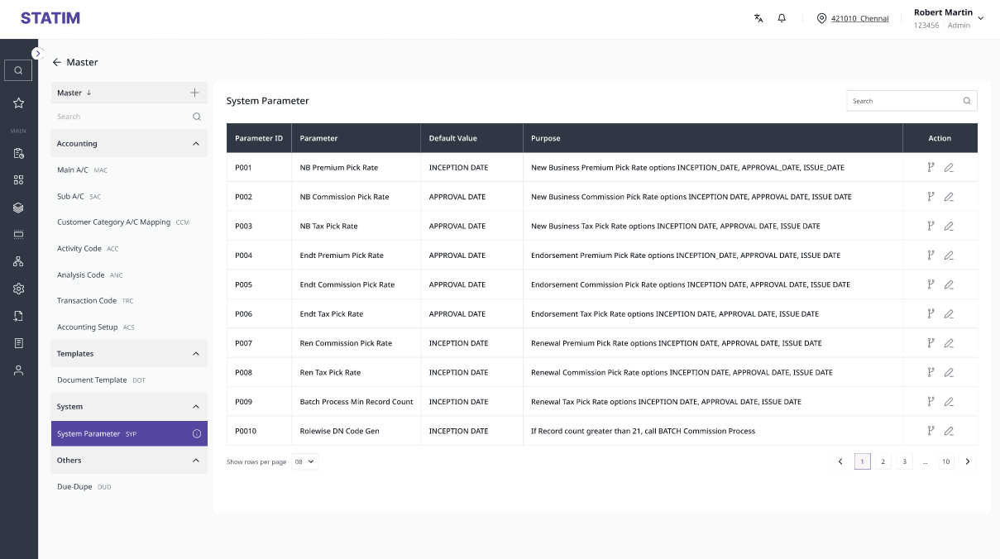 STATIM
421010 Chennai
Robert Martin
123456 Admin
Master
MAIN
Master
Search
Accounting
Main A/C MAC
Sub A/C SAC
Customer Category A/C Mapping CCM
Activity Code ACC
Analysis Code ANC
Transaction Code TRC
Accounting Setup ACS
Templates
Document Template DOT
System
System Parameter SYP
Others
Due-Dupe DUD
System Parameter
Search
Parameter ID Parameter Default Value Purpose Action
P001 NB Premium Pick Rate INCEPTION DATE New Business Premium Pick Rate options INCEPTION_DATE, APPROVAL_DATE, ISSUE_DATE
P002 NB Commission Pick Rate APPROVAL DATE New Business Commission Pick Rate options INCEPTION DATE, APPROVAL DATE, ISSUE DATE
P003 NB Tax Pick Rate APPROVAL DATE New Business Tax Pick Rate options INCEPTION DATE, APPROVAL DATE, ISSUE DATE
P004 Endt Premium Pick Rate APPROVAL DATE Endorsement Premium Pick Rate options INCEPTION_DATE, APPROVAL DATE, ISSUE DATE
P005 Endt Commission Pick Rate APPROVAL DATE Endorsement Commission Pick Rate options INCEPTION DATE, APPROVAL DATE, ISSUE DATE
P006 Endt Tax Pick Rate APPROVAL DATE Endorsement Tax Pick Rate options INCEPTION DATE, APPROVAL DATE, ISSUE DATE
P007 Ren Commission Pick Rate INCEPTION DATE Renewal Premium Pick Rate options INCEPTION DATE, APPROVAL DATE, ISSUE DATE
P008 Ren Tax Pick Rate INCEPTION DATE Renewal Commission Pick Rate options INCEPTION DATE, APPROVAL DATE, ISSUE DATE
P009 Batch Process Min Record Count INCEPTION DATE Renewal Tax Pick Rate options INCEPTION DATE, APPROVAL DATE, ISSUE DATE
P0010 Rolewise DN Code Gen INCEPTION DATE If Record count greater than 21, call BATCH Commission Process
Show rows per page 08
1 2 3 ... 10